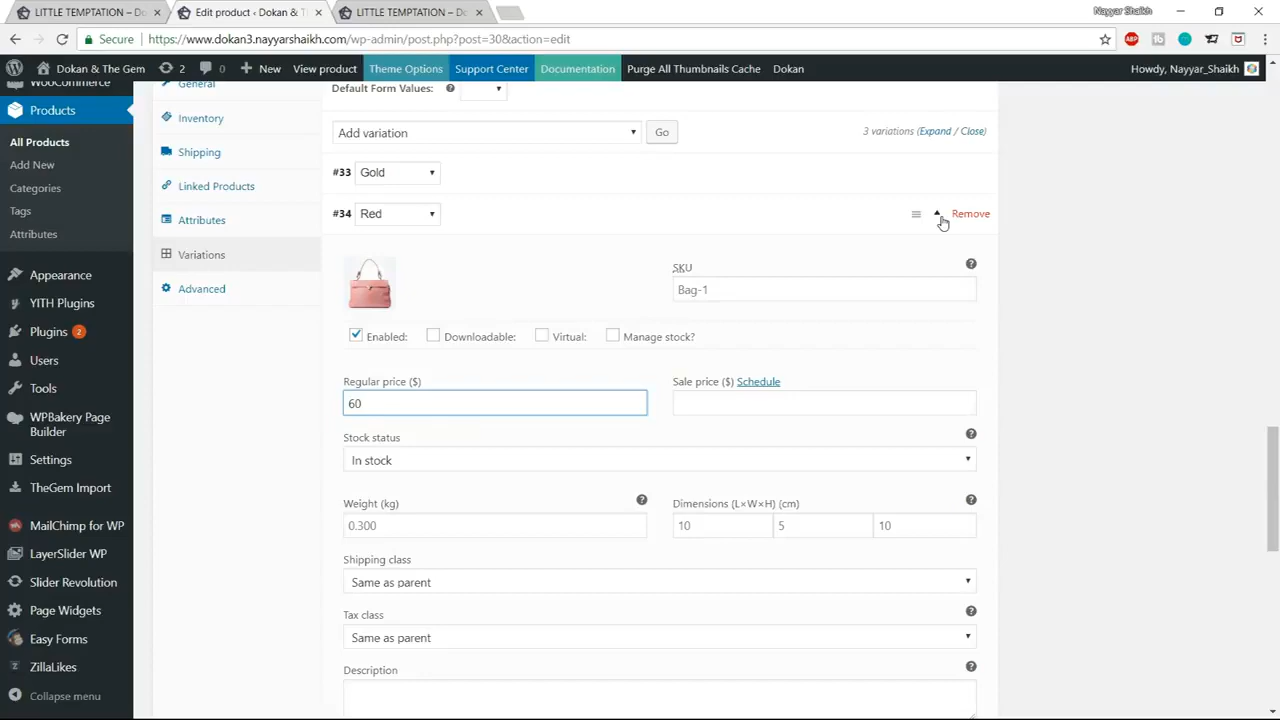 LITTLE TEMPTATION – Do
Edit product ‹ Dokan & T
LITTLE TEMPTATION – Do
Nayyar Shaikh
Secure
https://www.dokan3.nayyarshaikh.com/wp-admin/post.php?post=30&action=edit
ABP
Dokan & The Gem
2
0
New
View product
Theme Options
Support Center
Documentation
Purge All Thumbnails Cache
Dokan
Howdy, Nayyar_Shaikh
WooCommerce
Products
All Products
Add New
Categories
Tags
Attributes
Appearance
YITH Plugins
Plugins 2
Users
Tools
WPBakery Page
Builder
Settings
TheGem Import
MailChimp for WP
LayerSlider WP
Slider Revolution
Page Widgets
Easy Forms
ZillaLikes
Collapse menu
General
Inventory
Shipping
Linked Products
Attributes
Variations
Advanced
Default Form Values:
Add variation
Go
3 variations (Expand / Close)
#33 Gold
#34 Red
Remove
SKU
Bag-1
Enabled:
Downloadable:
Virtual:
Manage stock?
Regular price ($)
Sale price ($) Schedule
60
Stock status
In stock
Weight (kg)
Dimensions (L×W×H) (cm)
0.300
10
5
10
Shipping class
Same as parent
Tax class
Same as parent
Description